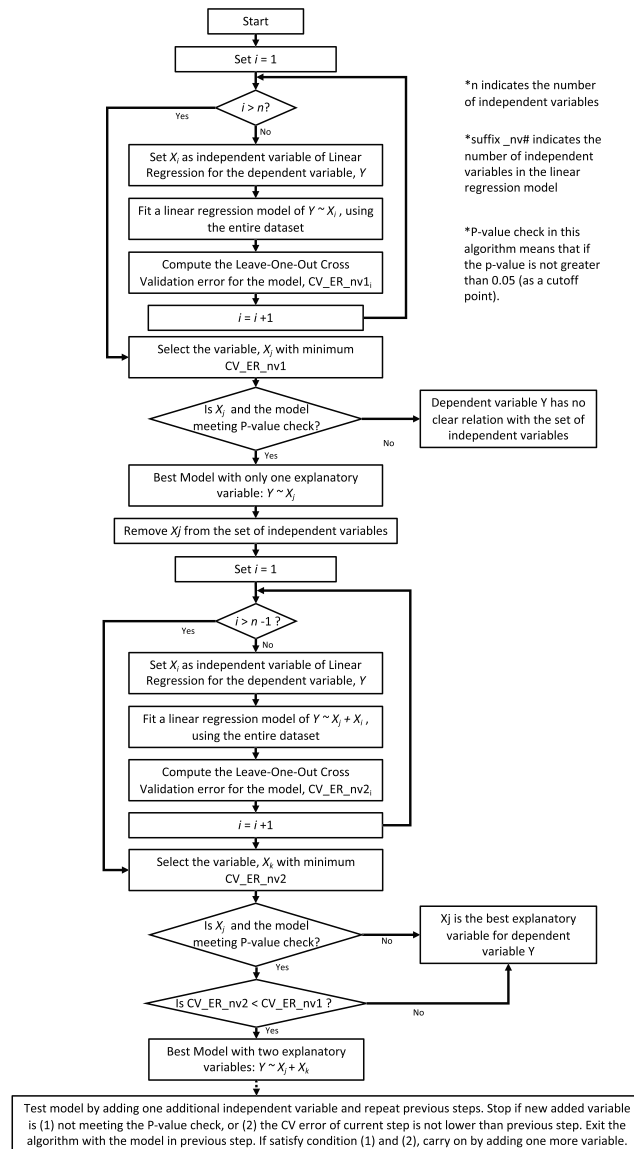 Start
Set i = 1
*n indicates the number
of independent variables
i > n?
Yes
No
*suffix _nv# indicates the
number of independent
variables in the linear
regression model
Set Xi as independent variable of Linear
Regression for the dependent variable, Y
Fit a linear regression model of Y ~ Xi , using
the entire dataset
*P-value check in this
algorithm means that if
the p-value is not greater
than 0.05 (as a cutoff
point).
Compute the Leave-One-Out Cross
Validation error for the model, CV_ER_nv1i
i = i +1
Select the variable, Xj with minimum
CV_ER_nv1
Is Xj and the model
meeting P-value check?
No
Yes
Dependent variable Y has no
clear relation with the set of
independent variables
Best Model with only one explanatory
variable: Y ~ Xj
Remove Xj from the set of independent variables
Set i = 1
i > n -1 ?
Yes
No
Set Xi as independent variable of Linear
Regression for the dependent variable, Y
Fit a linear regression model of Y ~ Xj + Xi ,
using the entire dataset
Compute the Leave-One-Out Cross
Validation error for the model, CV_ER_nv2i
i = i +1
Select the variable, Xk with minimum
CV_ER_nv2
Is Xj and the model
meeting P-value check?
No
Yes
Xj is the best explanatory
variable for dependent
variable Y
Is CV_ER_nv2 < CV_ER_nv1 ?
No
Yes
Best Model with two explanatory
variables: Y ~ Xj + Xk
Test model by adding one additional independent variable and repeat previous steps. Stop if new added variable
is (1) not meeting the P-value check, or (2) the CV error of current step is not lower than previous step. Exit the
algorithm with the model in previous step. If satisfy condition (1) and (2), carry on by adding one more variable.